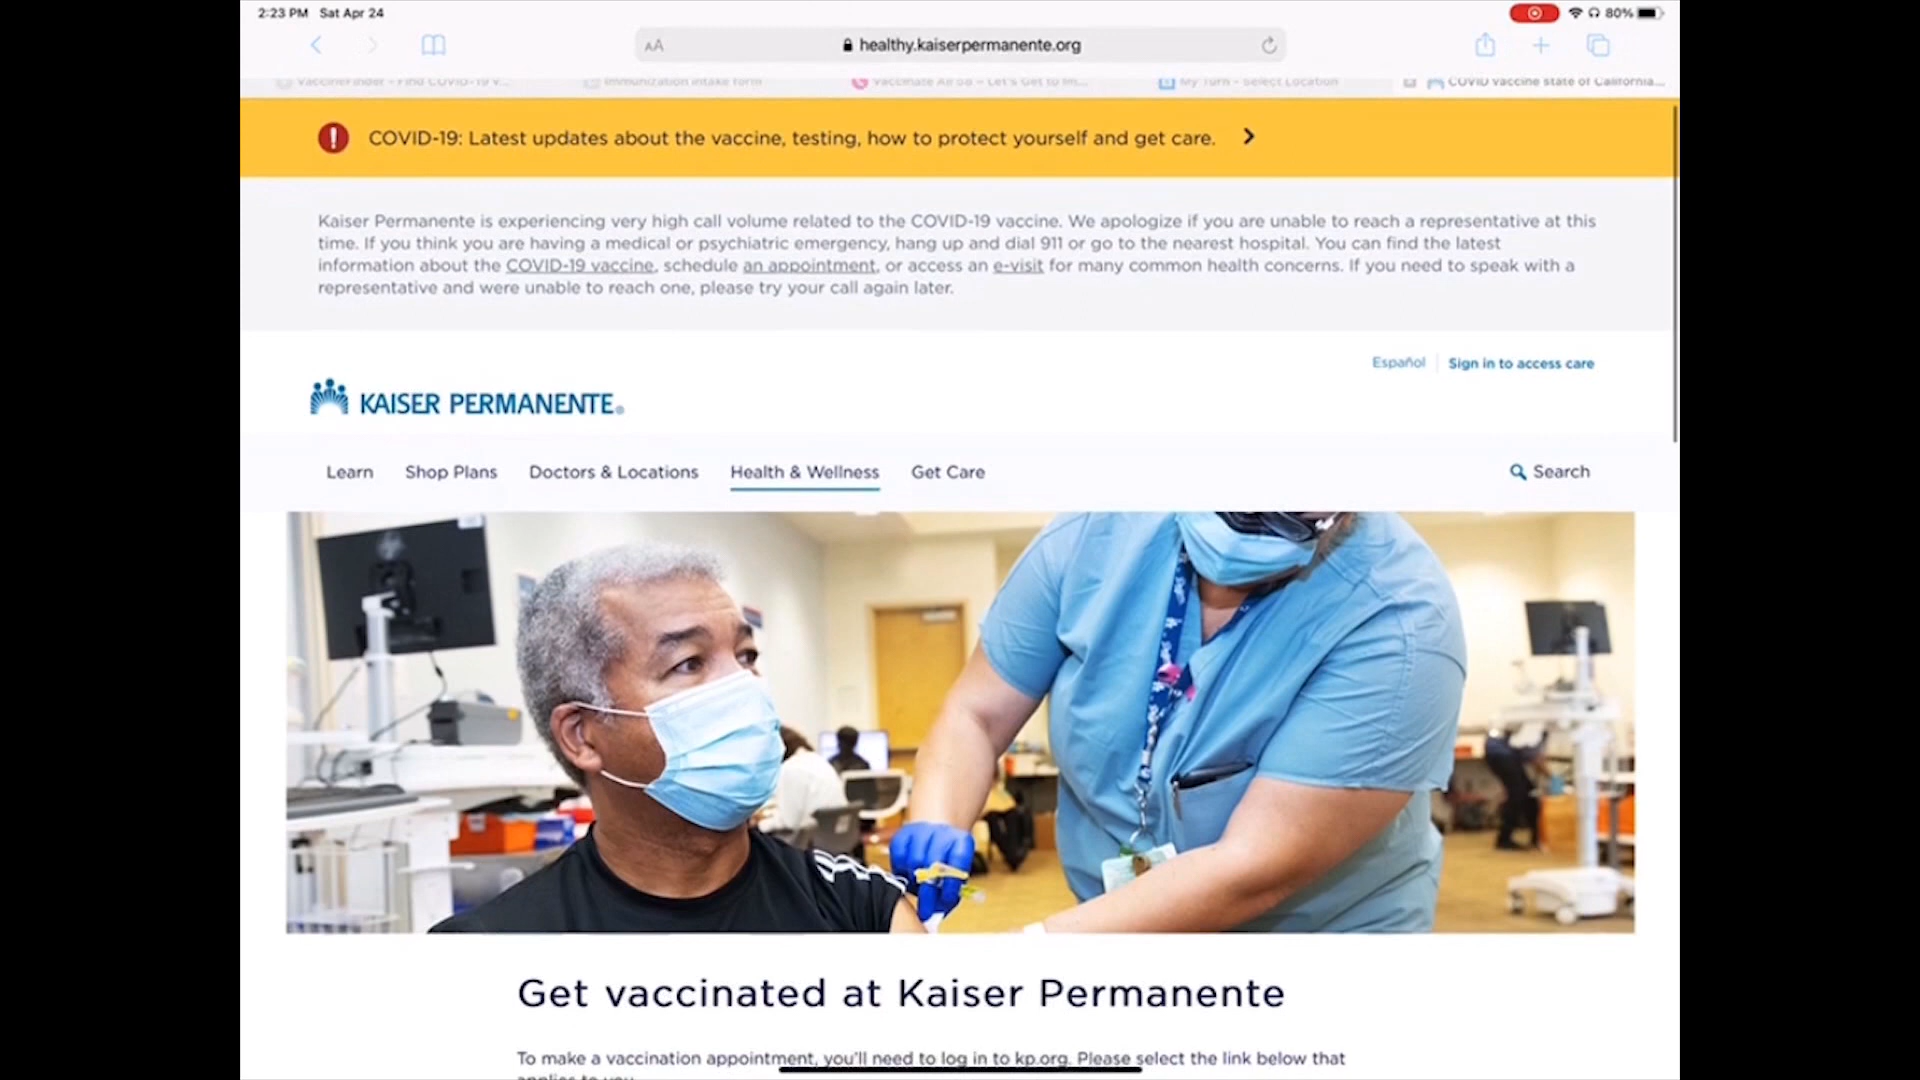 2:23 PM Sat Apr 24
80%
AA
healthy.kaiserpermanente.org
VaccineFinder - Find COVID-19 v...
Immunization Intake form
My Turn - Select Location
COVID vaccine state of California...
COVID-19: Latest updates about the vaccine, testing, how to protect yourself and get care.
Kaiser Permanente is experiencing very high call volume related to the COVID-19 vaccine. We apologize if you are unable to reach a representative at this
time. If you think you are having a medical or psychiatric emergency, hang up and dial 911 or go to the nearest hospital. You can find the latest
information about the COVID-19 vaccine, schedule an appointment, or access an e-visit for many common health concerns. If you need to speak with a
representative and were unable to reach one, please try your call again later.
Español
Sign in to access care
KAISER PERMANENTE®
Learn
Shop Plans
Doctors & Locations
Health & Wellness
Get Care
Search
Get vaccinated at Kaiser Permanente
To make a vaccination appointment, you'll need to log in to kp.org. Please select the link below that
applies to you.